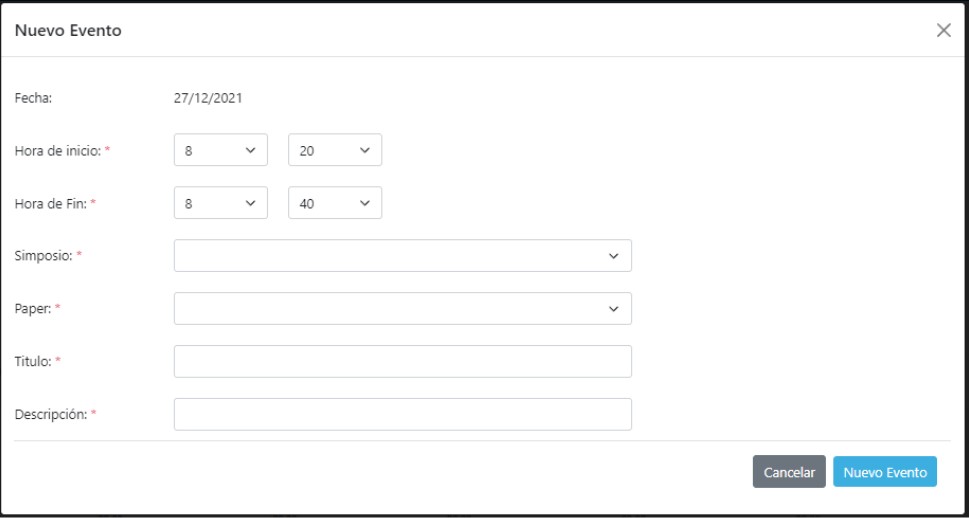 Nuevo Evento
Fecha: 27/12/2021
Hora de inicio: * 8 20
Hora de Fin: * 8 40
Simposio: *
Paper: *
Titulo: *
Descripción: *
Cancelar Nuevo Evento